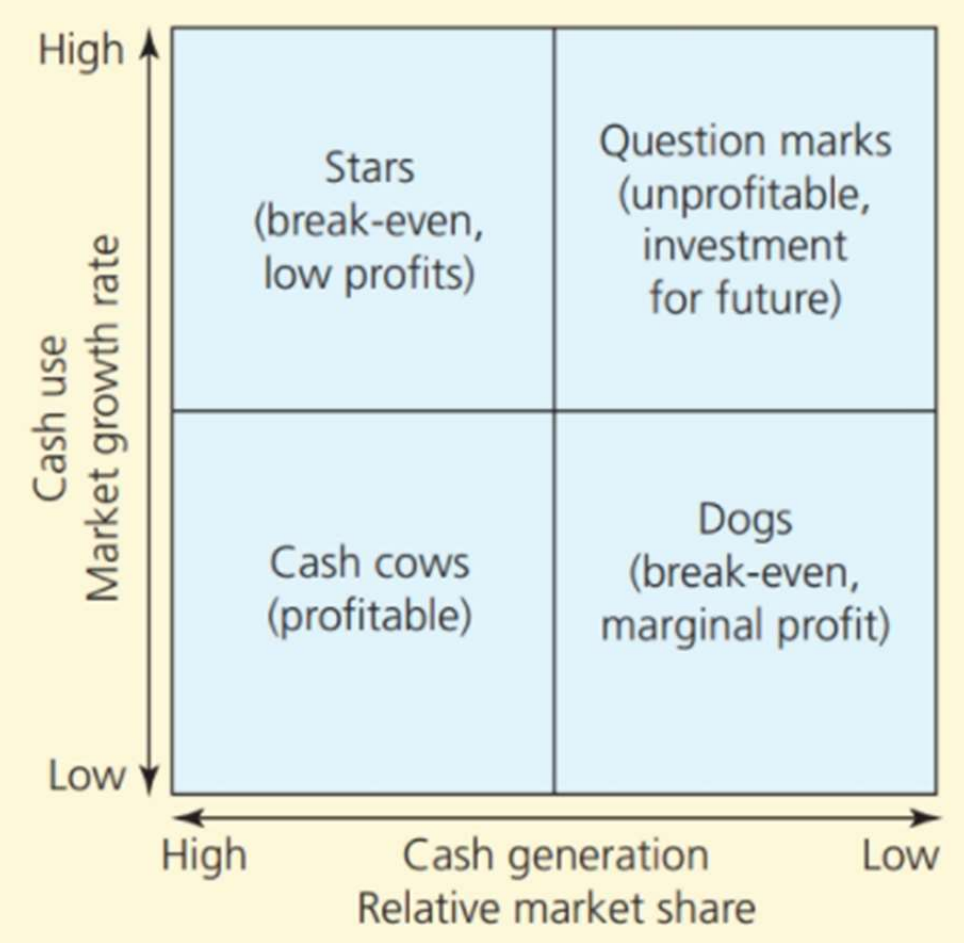 High
Stars
(break-even,
low profits)
Question marks
(unprofitable,
investment
for future)
Cash use
Market growth rate
Cash cows
(profitable)
Dogs
(break-even,
marginal profit)
Low
High
Cash generation
Low
Relative market share